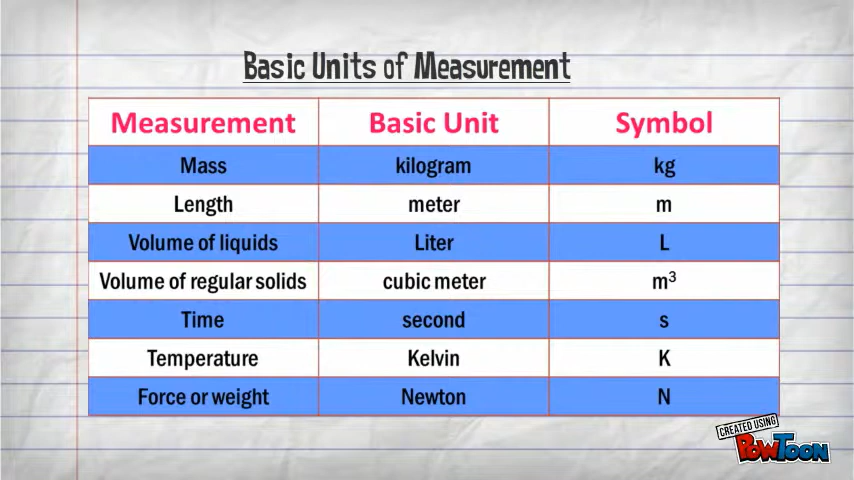 Basic Units of Measurement
Measurement Basic Unit Symbol
Mass kilogram kg
Length meter m
Volume of liquids Liter L
Volume of regular solids cubic meter m³
Time second s
Temperature Kelvin K
Force or weight Newton N
CREATED USING
POWTOON